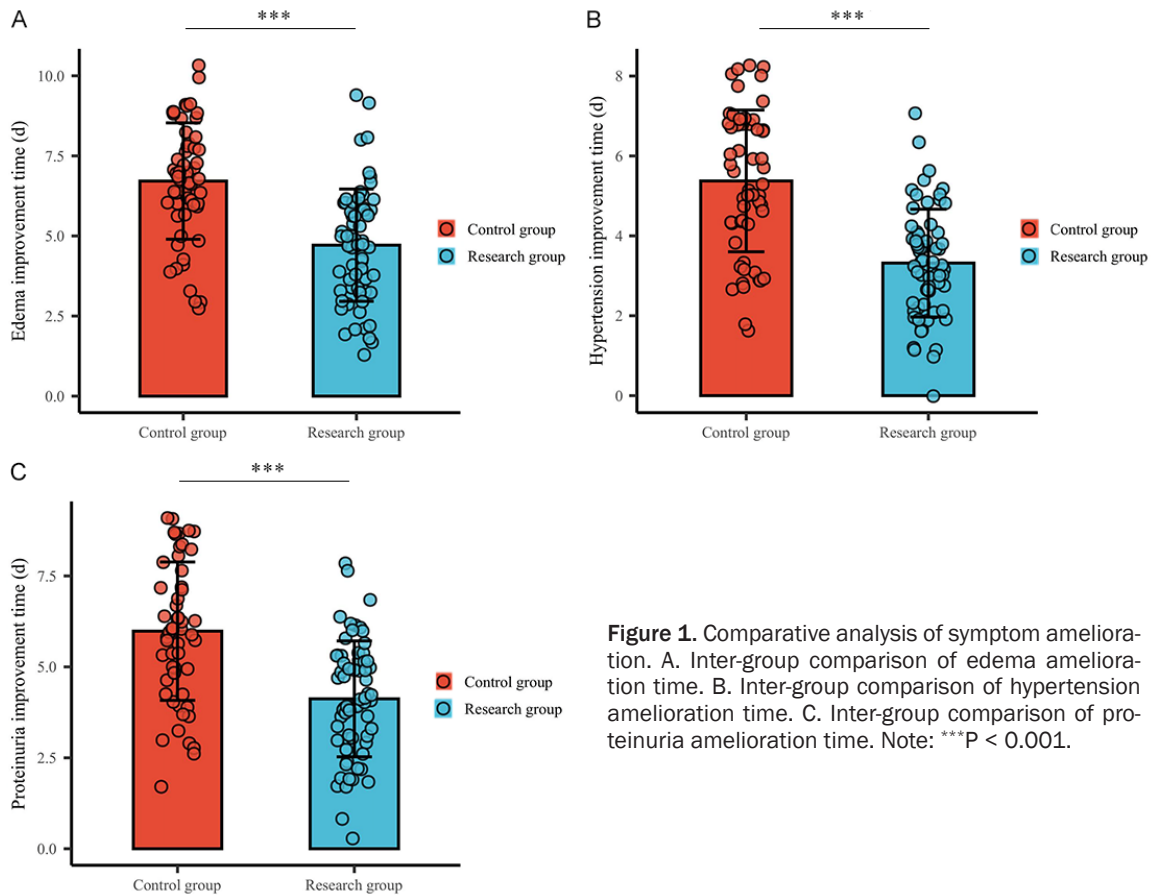 A
***
Edema improvement time (d)
10.0
7.5
5.0
2.5
0.0
Control group
Research group
Control group
Research group
B
***
Hypertension improvement time (d)
8
6
4
2
0
Control group
Research group
Control group
Research group
C
***
Proteinuria improvement time (d)
7.5
5.0
2.5
0.0
Control group
Research group
Control group
Research group
Figure 1. Comparative analysis of symptom ameliora-
tion. A. Inter-group comparison of edema ameliora-
tion time. B. Inter-group comparison of hypertension
amelioration time. C. Inter-group comparison of pro-
teinuria amelioration time. Note: ***P < 0.001.